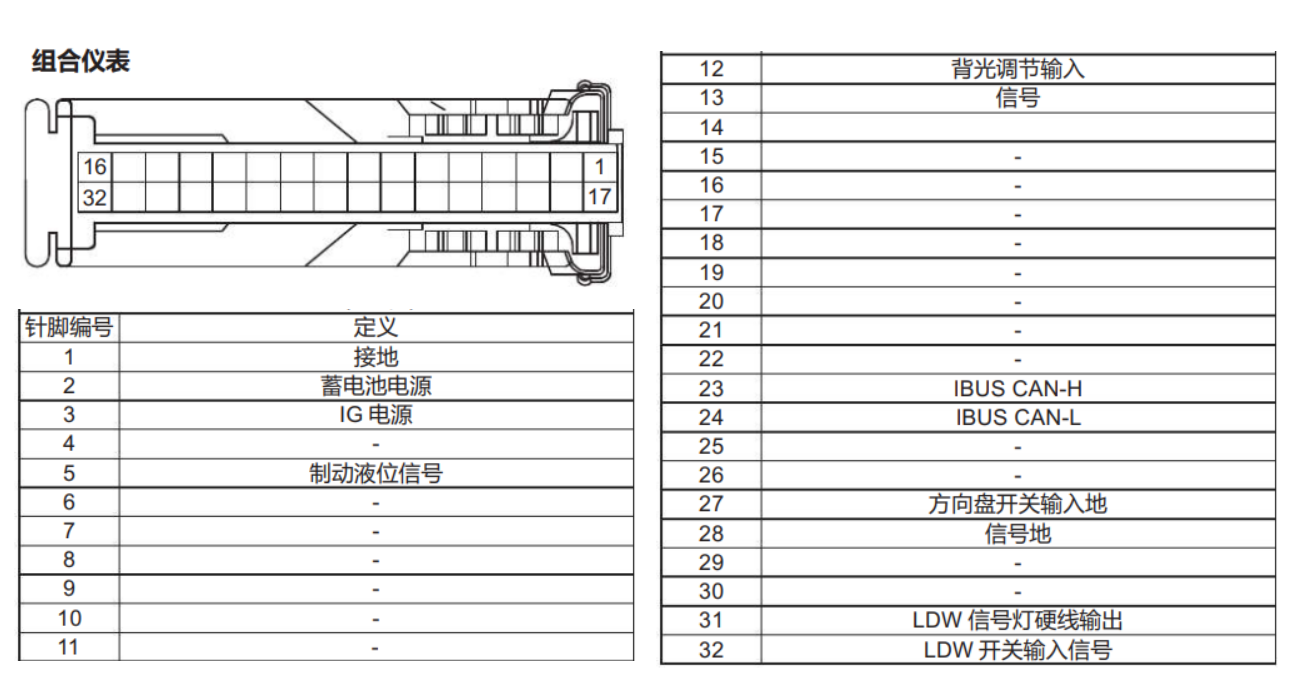 组合仪表
16 1
32 17
针脚编号 定义
1 接地
2 蓄电池电源
3 IG 电源
4 -
5 制动液位信号
6 -
7 -
8 -
9 -
10 -
11 -
12 背光调节输入
13 信号
14
15 -
16 -
17 -
18 -
19 -
20 -
21 -
22 -
23 IBUS CAN-H
24 IBUS CAN-L
25 -
26 -
27 方向盘开关输入地
28 信号地
29 -
30 -
31 LDW 信号灯硬线输出
32 LDW 开关输入信号